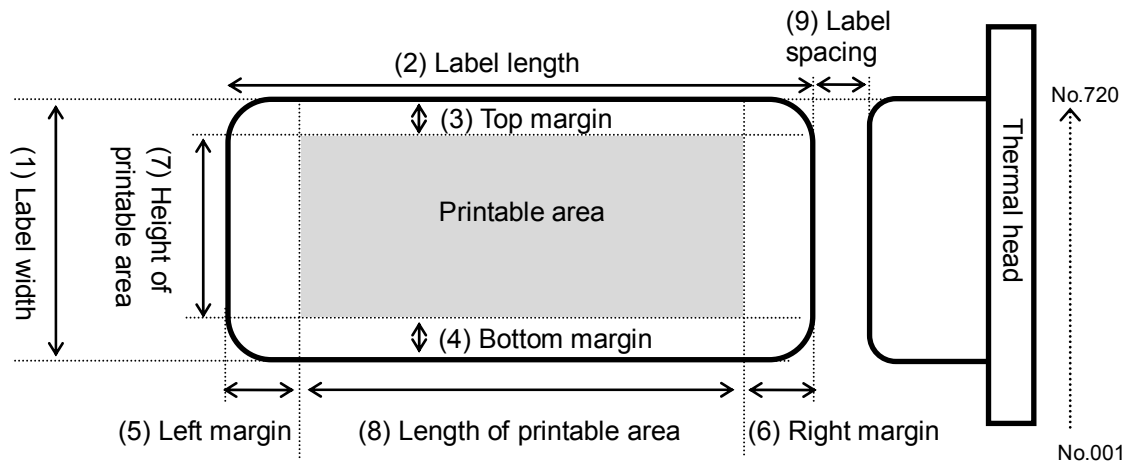 (9) Label
spacing
(2) Label length
No.720
(3) Top margin
(1) Label width
(7) Height of
printable area
Printable area
Thermal head
(4) Bottom margin
(5) Left margin
(8) Length of printable area
(6) Right margin
No.001